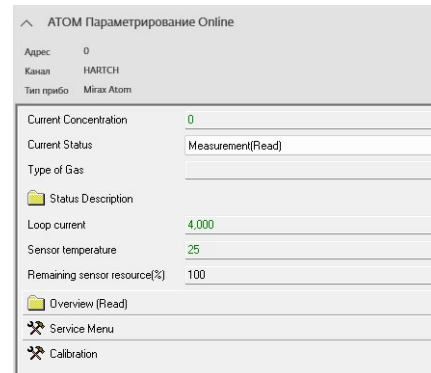 АТОМ Параметрирование Online
Адрес 0
Канал HARTCH
Тип прибо Mirax Atom
Current Concentration 0
Current Status Measurement(Read)
Type of Gas
Status Description
Loop current 4,000
Sensor temperature 25
Remaining sensor resource(%) 100
Overview (Read)
Service Menu
Calibration